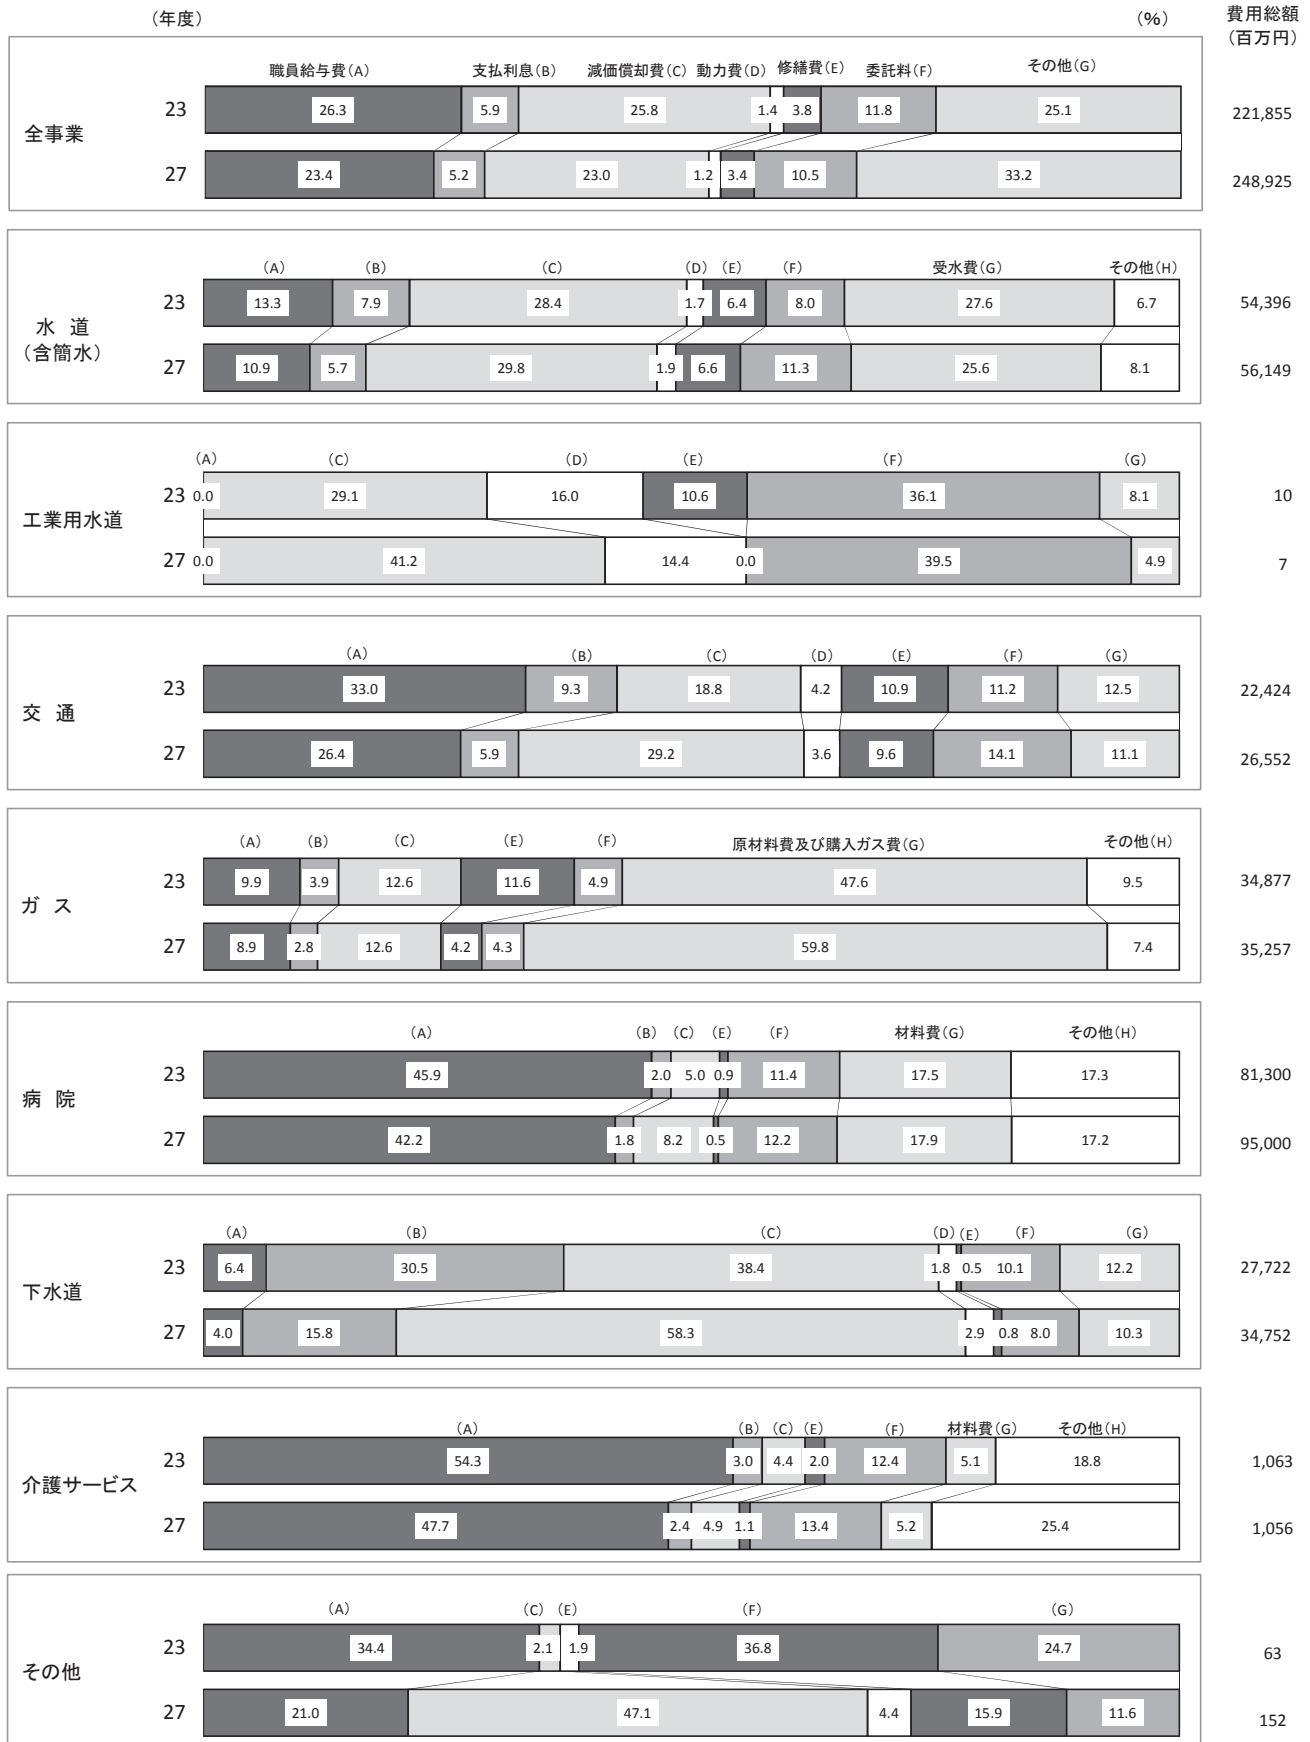 （年度） （%） 費用総額
（百万円）
職員給与費（A） 支払利息（B） 減価償却費（C） 動力費（D） 修繕費（E） 委託料（F） その他（G）
23 26.3 5.9 25.8 1.4 3.8 11.8 25.1 221,855
全事業
27 23.4 5.2 23.0 1.2 3.4 10.5 33.2 248,925
（A） （B） （C） （D） （E） （F） 受水費（G） その他（H）
23 13.3 7.9 28.4 1.7 6.4 8.0 27.6 6.7 54,396
水 道
（含簡水）
27 10.9 5.7 29.8 1.9 6.6 11.3 25.6 8.1 56,149
（A） （C） （D） （E） （F） （G）
23 0.0 29.1 16.0 10.6 36.1 8.1 10
工業用水道
27 0.0 41.2 14.4 0.0 39.5 4.9 7
（A） （B） （C） （D） （E） （F） （G）
23 33.0 9.3 18.8 4.2 10.9 11.2 12.5 22,424
交 通
27 26.4 5.9 29.2 3.6 9.6 14.1 11.1 26,552
（A） （B） （C） （E） （F） 原材料費及び購入ガス費（G） その他（H）
23 9.9 3.9 12.6 11.6 4.9 47.6 9.5 34,877
ガ ス
27 8.9 2.8 12.6 4.2 4.3 59.8 7.4 35,257
（A） （B） （C） （E） （F） 材料費（G） その他（H）
23 45.9 2.0 5.0 0.9 11.4 17.5 17.3 81,300
病 院
27 42.2 1.8 8.2 0.5 12.2 17.9 17.2 95,000
（A） （B） （C） （D） （E） （F） （G）
23 6.4 30.5 38.4 1.8 0.5 10.1 12.2 27,722
下水道
27 4.0 15.8 58.3 2.9 0.8 8.0 10.3 34,752
（A） （B） （C） （E） （F） 材料費（G） その他（H）
23 54.3 3.0 4.4 2.0 12.4 5.1 18.8 1,063
介護サービス
27 47.7 2.4 4.9 1.1 13.4 5.2 25.4 1,056
（A） （C） （E） （F） （G）
23 34.4 2.1 1.9 36.8 24.7 63
その他
27 21.0 47.1 4.4 15.9 11.6 152